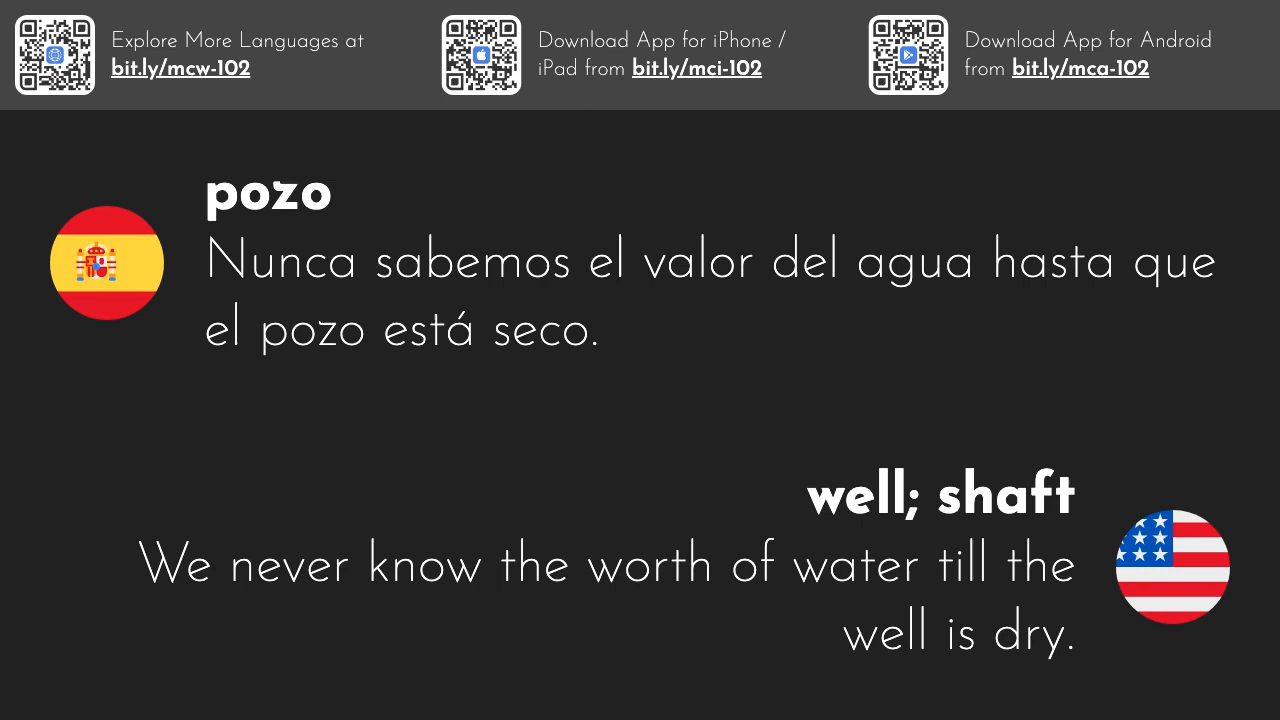 Explore More Languages at
bit.ly/mcw-102
Download App for iPhone /
iPad from bit.ly/mci-102
Download App for Android
from bit.ly/mca-102
pozo
Nunca sabemos el valor del agua hasta que
el pozo está seco.
well; shaft
We never know the worth of water till the
well is dry.